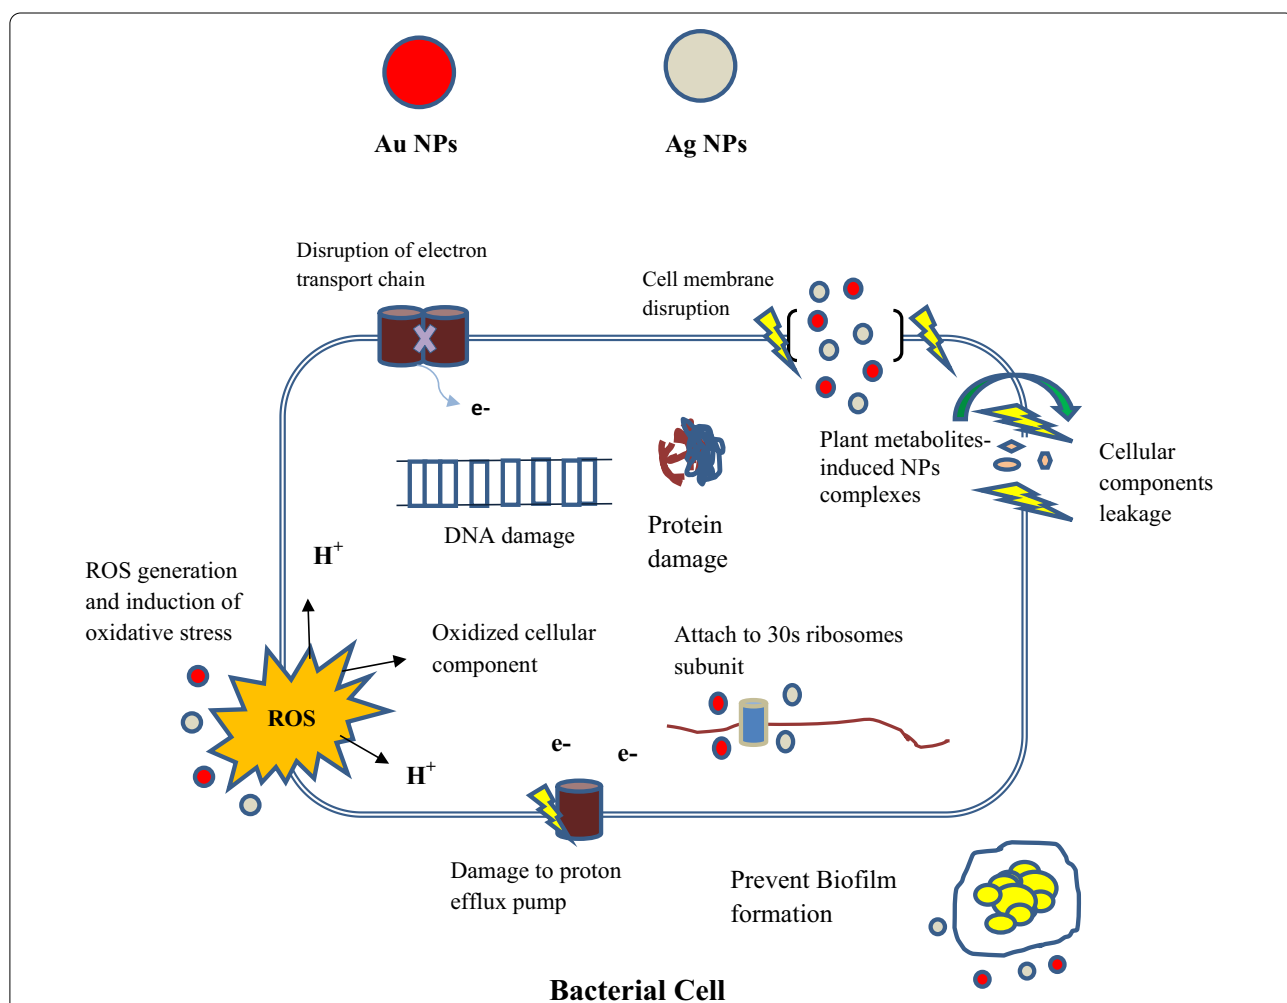 Au NPs
Ag NPs
Disruption of electron
transport chain
Cell membrane
disruption
e-
Plant metabolites-
induced NPs
complexes
Cellular
components
leakage
DNA damage
Protein
damage
H+
ROS generation
and induction of
oxidative stress
Oxidized cellular
component
Attach to 30s ribosomes
subunit
ROS
H+
e-
e-
Damage to proton
efflux pump
Prevent Biofilm
formation
Bacterial Cell